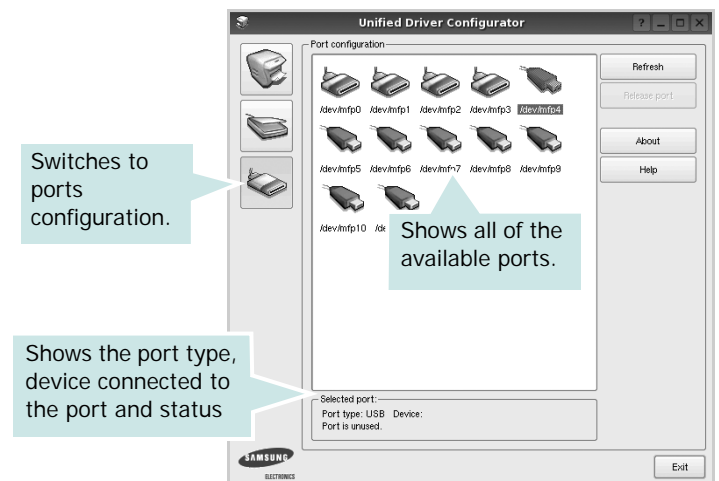 Unified Driver Configurator
Port configuration
/dev/mfp0 /dev/mfp1 /dev/mfp2 /dev/mfp3 /dev/mfp4
/dev/mfp5 /dev/mfp6 /dev/mfp7 /dev/mfp8 /dev/mfp9
/dev/mfp10
Refresh
Release port
About
Help
Switches to
ports
configuration.
Shows all of the
available ports.
Shows the port type,
device connected to
the port and status
Selected port:
Port type: USB Device:
Port is unused.
SAMSUNG
ELECTRONICS
Exit